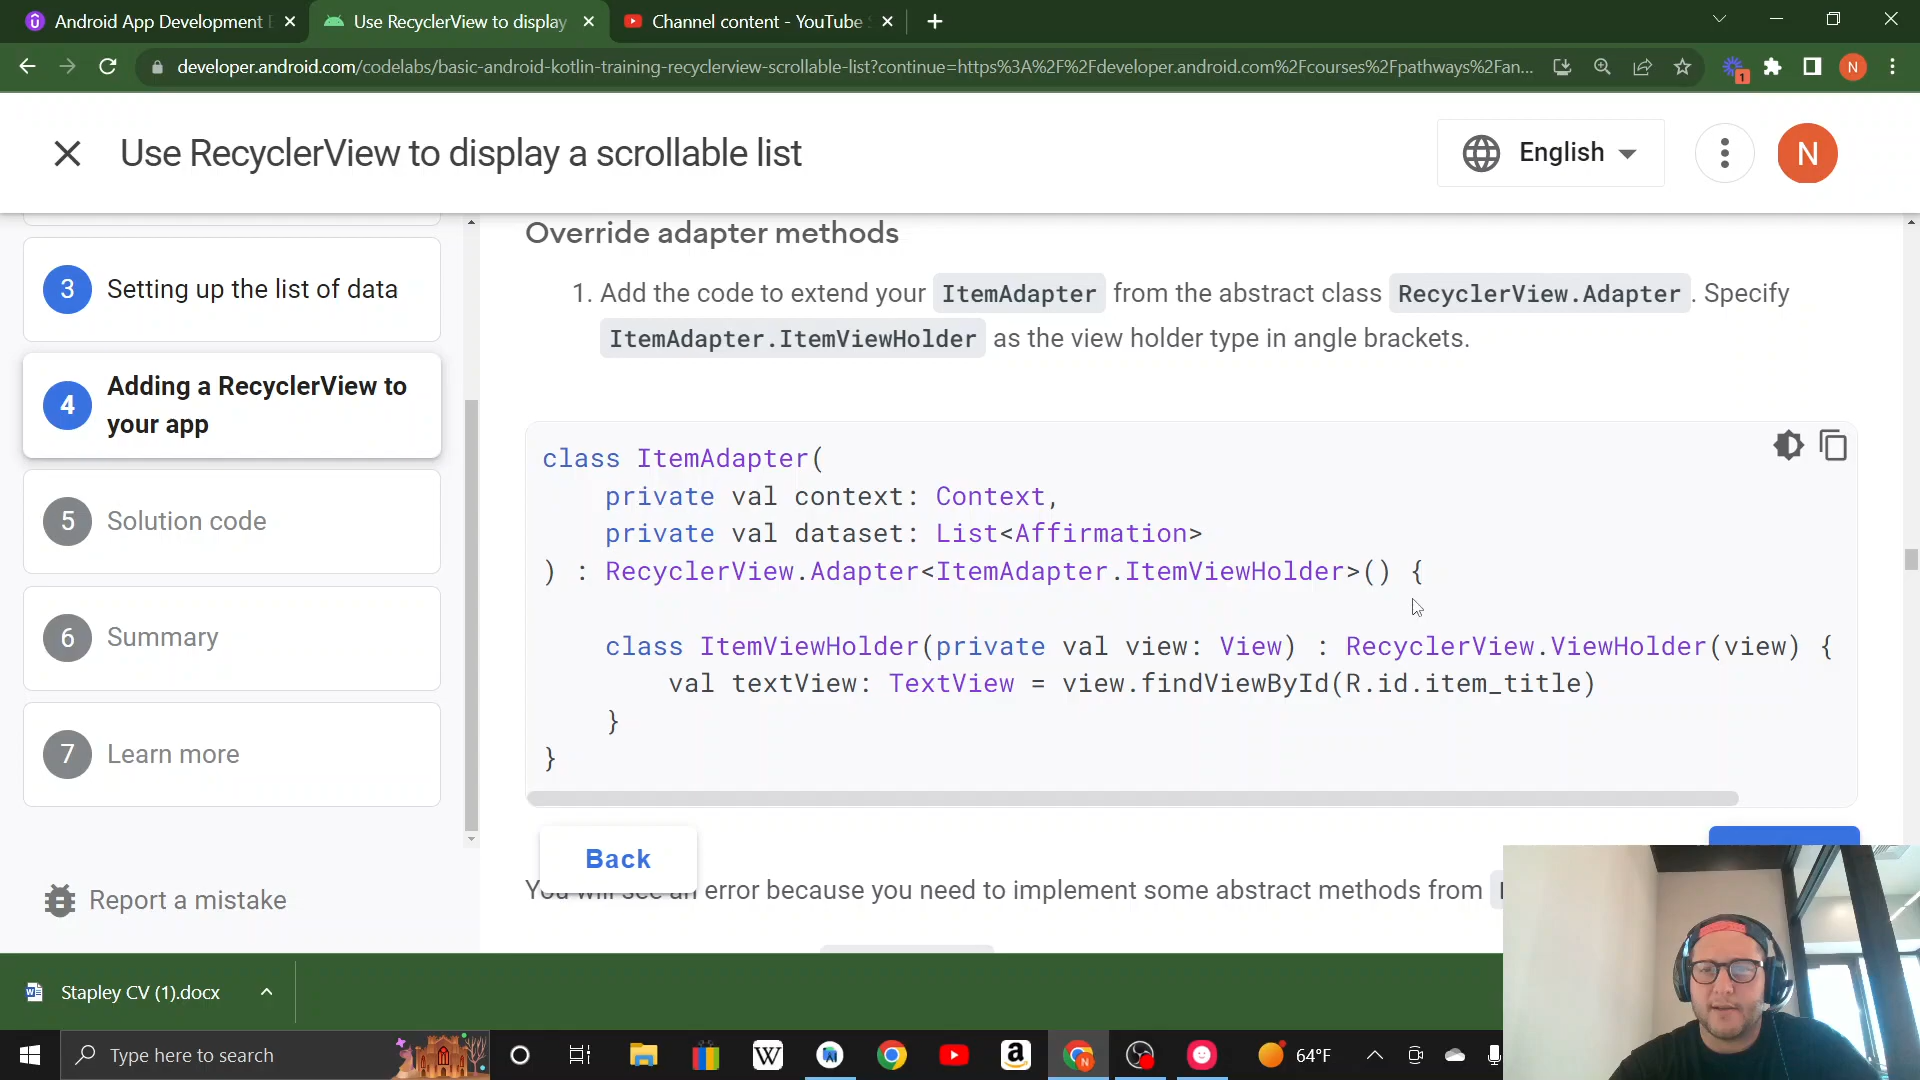 Android App Development
Use RecyclerView to display
Channel content - YouTube
developer.android.com/codelabs/basic-android-kotlin-training-recyclerview-scrollable-list?continue=https%3A%2F%2Fdeveloper.android.com%2Fcourses%2Fpathways%2Fan...
1
N
Use RecyclerView to display a scrollable list
English
N
3 Setting up the list of data
4 Adding a RecyclerView to
your app
5 Solution code
6 Summary
7 Learn more
Report a mistake
Override adapter methods
1. Add the code to extend your ItemAdapter from the abstract class RecyclerView.Adapter. Specify
ItemAdapter.ItemViewHolder as the view holder type in angle brackets.
class ItemAdapter(
private val context: Context,
private val dataset: List<Affirmation>
) : RecyclerView.Adapter<ItemAdapter.ItemViewHolder>() {
class ItemViewHolder(private val view: View) : RecyclerView.ViewHolder(view) {
val textView: TextView = view.findViewById(R.id.item_title)
}
}
Back
You will see an error because you need to implement some abstract methods from
Stapley CV (1).docx
Type here to search
64°F